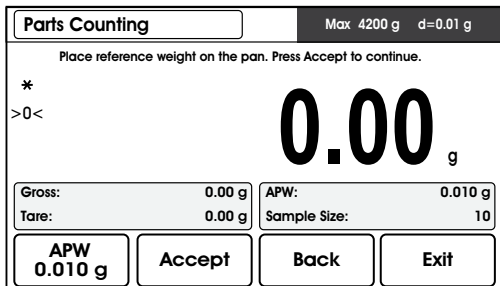 Parts Counting
Max 4200 g d=0.01 g
Place reference weight on the pan. Press Accept to continue.
*
>0<
0.00 g
Gross: 0.00 g
Tare: 0.00 g
APW: 0.010 g
Sample Size: 10
APW
0.010 g
Accept
Back
Exit